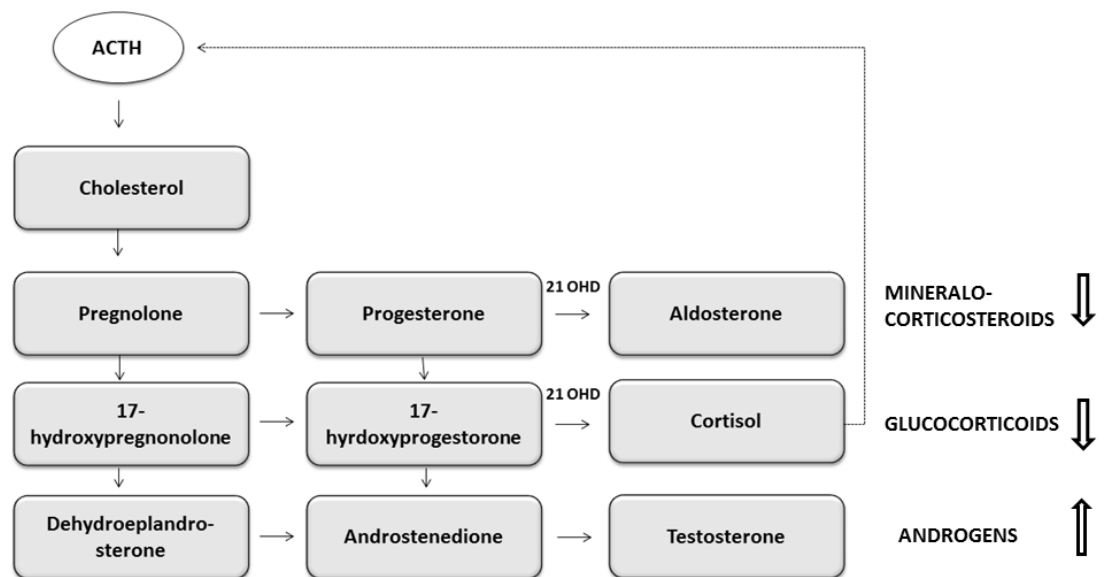 ACTH
Cholesterol
21 OHD
Pregnolone
Progesterone
Aldosterone
MINERALO-
CORTICOSTEROIDS
21 OHD
17-
hydroxypregnonolone
17-
hyrdoxyprogestorone
Cortisol
GLUCOCORTICOIDS
Dehydroeplandro-
sterone
Androstenedione
Testosterone
ANDROGENS